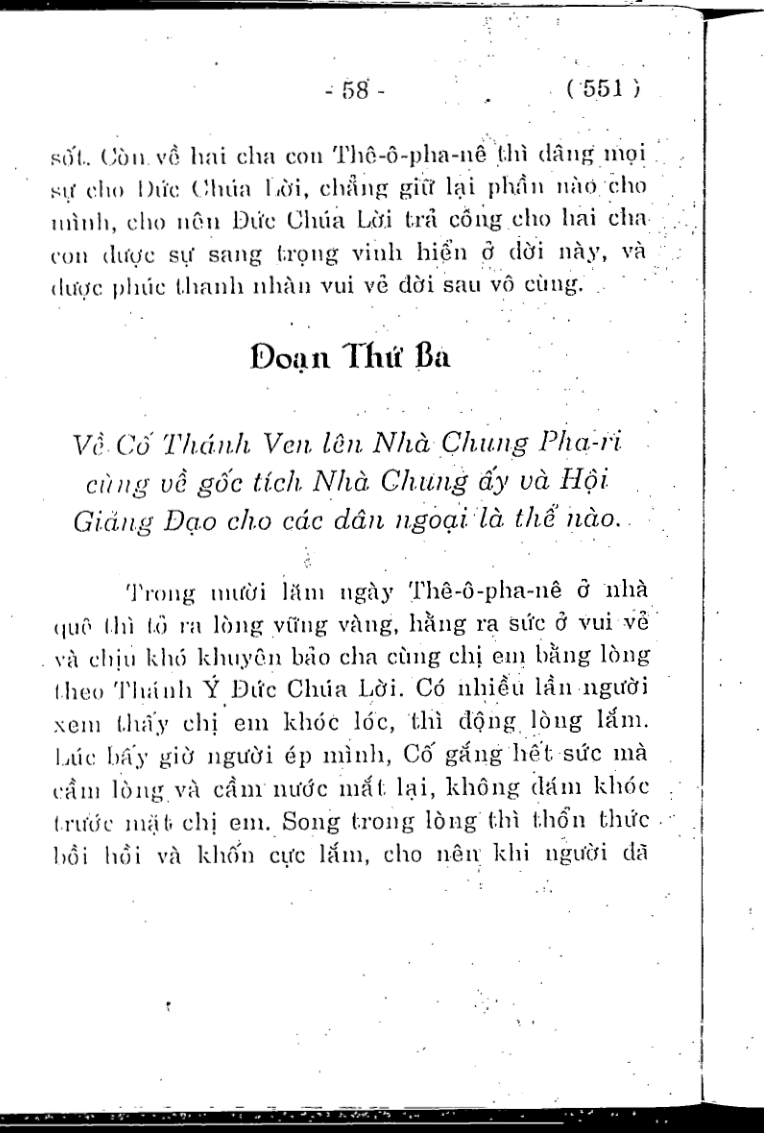 - 58 -
( 551 )
sốt. Còn về hai cha con Thê-ô-pha-nê thì dâng mọi
sự cho Đức Chúa Lời, chẳng giữ lại phần nào cho
mình, cho nên Đức Chúa Lời trả công cho hai cha
con được sự sang trọng vinh hiển ở đời này, và
được phúc thanh nhàn vui vẻ đời sau vô cùng.
Đoạn Thứ Ba
Về Cố Thánh Ven lên Nhà Chung Pha-ri
cùng về gốc tích Nhà Chung ấy và Hội
Giảng Đạo cho các dân ngoại là thể nào.
Trong mười lăm ngày Thê-ô-pha-nê ở nhà
quê thì tỏ ra lòng vững vàng, hằng ra sức ở vui vẻ
và chịu khó khuyên bảo cha cùng chị em bằng lòng
theo Thánh Ý Đức Chúa Lời. Có nhiều lần người
xem thấy chị em khóc lóc, thì động lòng lắm.
Lúc bấy giờ người ép mình, Cố gắng hết sức mà
cầm lòng và cầm nước mắt lại, không dám khóc
trước mặt chị em. Song trong lòng thì thổn thức
bồi hồi và khốn cực lắm, cho nên khi người đã